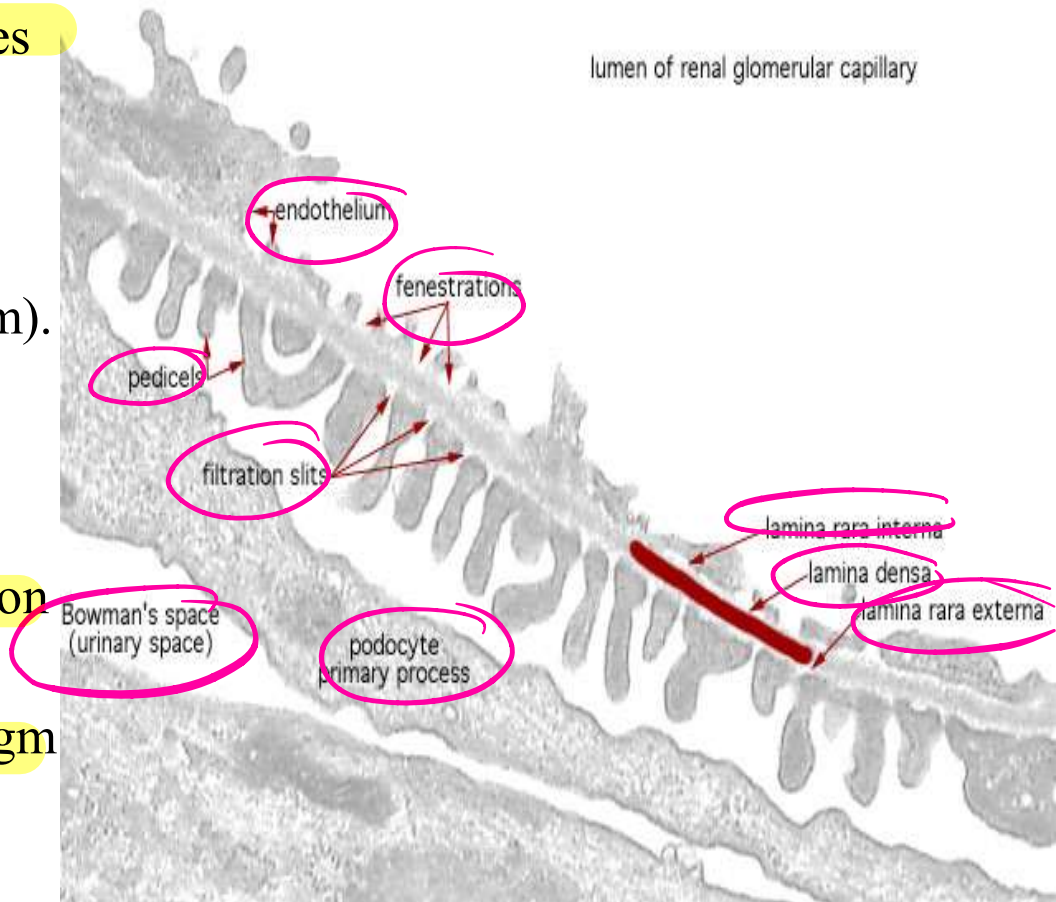 es
lumen of renal glomerular capillary
endothelium
fenestrations
m).
pedicels
filtration slits
lamina rara interna
lamina densa
on
lamina rara externa
Bowman's space
(urinary space)
podocyte
primary process
gm